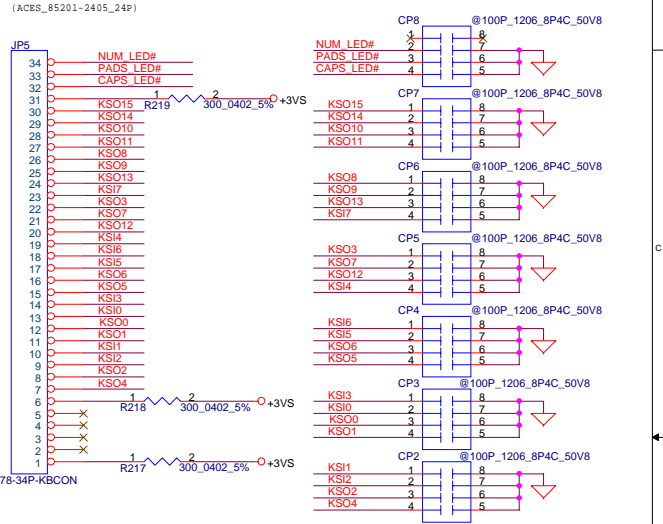 (ACES_85201-2405_24P)
JP5
34 NUM_LED#
33 PADS_LED#
32 CAPS_LED#
31 1 R219 2 300_0402_5% +3VS
30 KSO15
29 KSO14
28 KSO10
27 KSO11
26 KSO8
25 KSO9
24 KSO13
23 KSI7
22 KSO3
21 KSO7
20 KSO12
19 KSI4
18 KSI6
17 KSI5
16 KSO6
15 KSO5
14 KSI3
13 KSI0
12 KSO0
11 KSO1
10 KSI1
9 KSI2
8 KSO2
7 KSO4
6 1 R218 2 300_0402_5% +3VS
5
4
3
2
1 1 R217 2 300_0402_5% +3VS
78-34P-KBCON
CP8 @100P_1206_8P4C_50V8
1 8
NUM_LED# 2 7
PADS_LED# 3 6
CAPS_LED# 4 5
CP7 @100P_1206_8P4C_50V8
KSO15 1 8
KSO14 2 7
KSO10 3 6
KSO11 4 5
CP6 @100P_1206_8P4C_50V8
KSO8 1 8
KSO9 2 7
KSO13 3 6
KSI7 4 5
CP5 @100P_1206_8P4C_50V8
KSO3 1 8
KSO7 2 7
KSO12 3 6
KSI4 4 5
CP4 @100P_1206_8P4C_50V8
KSI6 1 8
KSI5 2 7
KSO6 3 6
KSO5 4 5
CP3 @100P_1206_8P4C_50V8
KSI3 1 8
KSI0 2 7
KSO0 3 6
KSO1 4 5
CP2 @100P_1206_8P4C_50V8
KSI1 1 8
KSI2 2 7
KSO2 3 6
KSO4 4 5
C